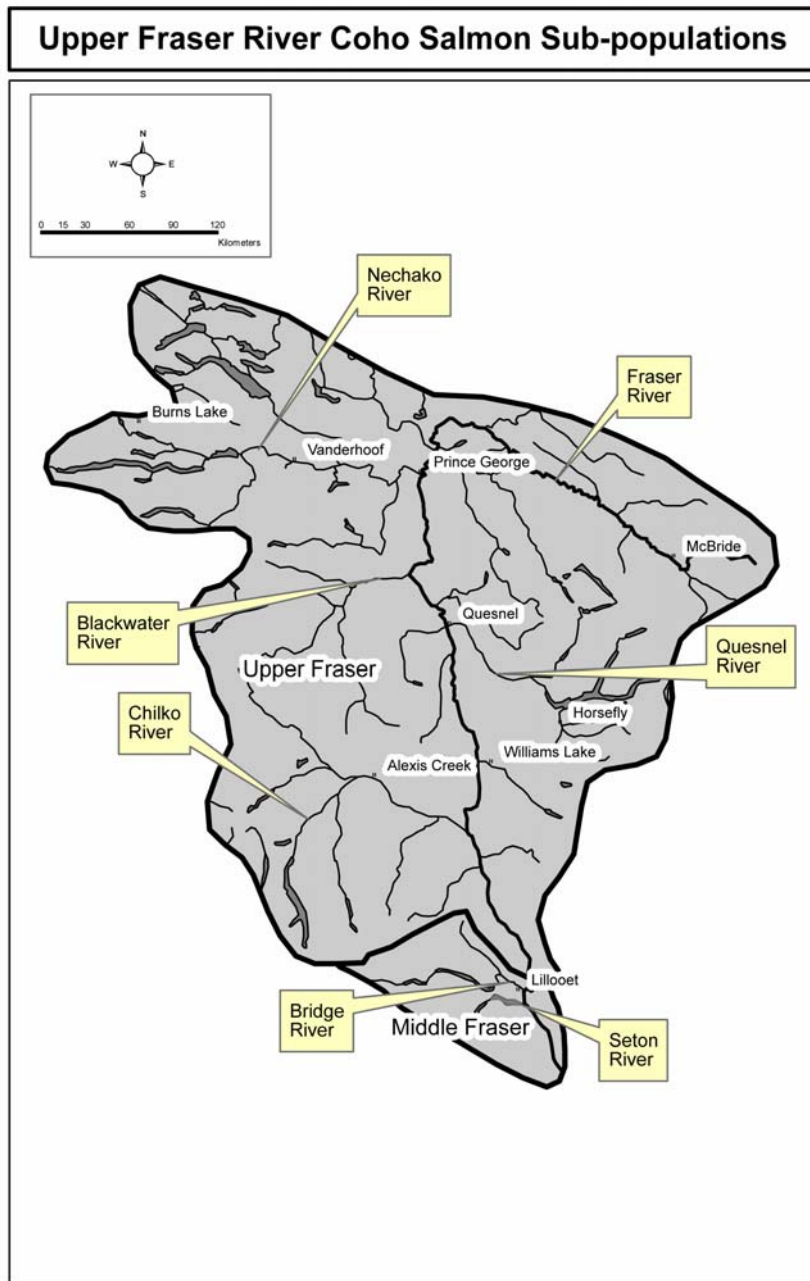 Upper Fraser River Coho Salmon Sub-populations
N
W
E
S
0 15 30 60 90 120
Kilometers
Nechako
River
Fraser
River
Burns Lake
Vanderhoof
Prince George
McBride
Blackwater
River
Quesnel
Quesnel
River
Upper Fraser
Chilko
River
Horsefly
Williams Lake
Alexis Creek
Lillooet
Bridge
River
Middle Fraser
Seton
River